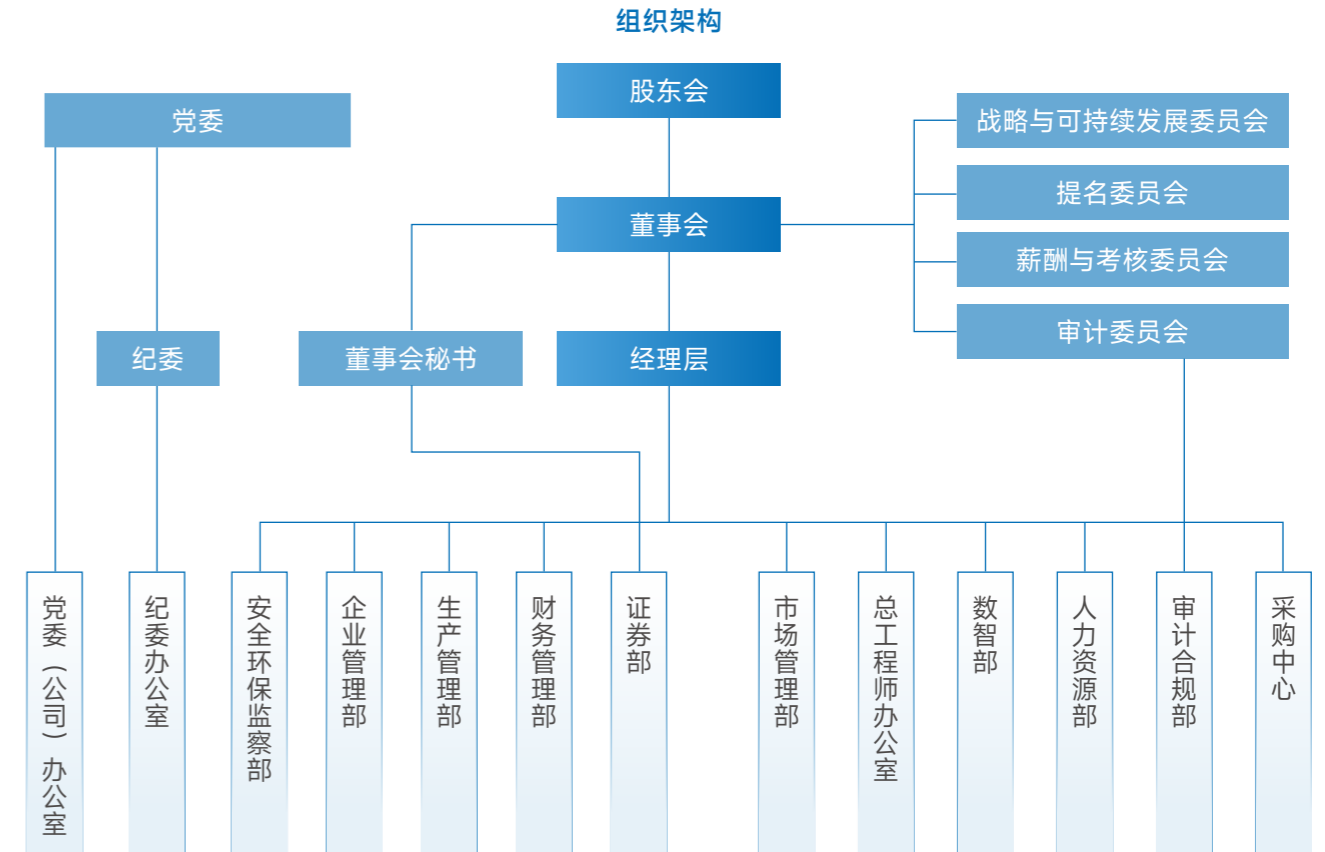 组织架构
股东会
党委
战略与可持续发展委员会
提名委员会
董事会
薪酬与考核委员会
审计委员会
纪委
董事会秘书
经理层
党委（公司）办公室
纪委办公室
安全环保监察部
企业管理部
生产管理部
财务管理部
证券部
市场管理部
总工程师办公室
数智部
人力资源部
审计合规部
采购中心